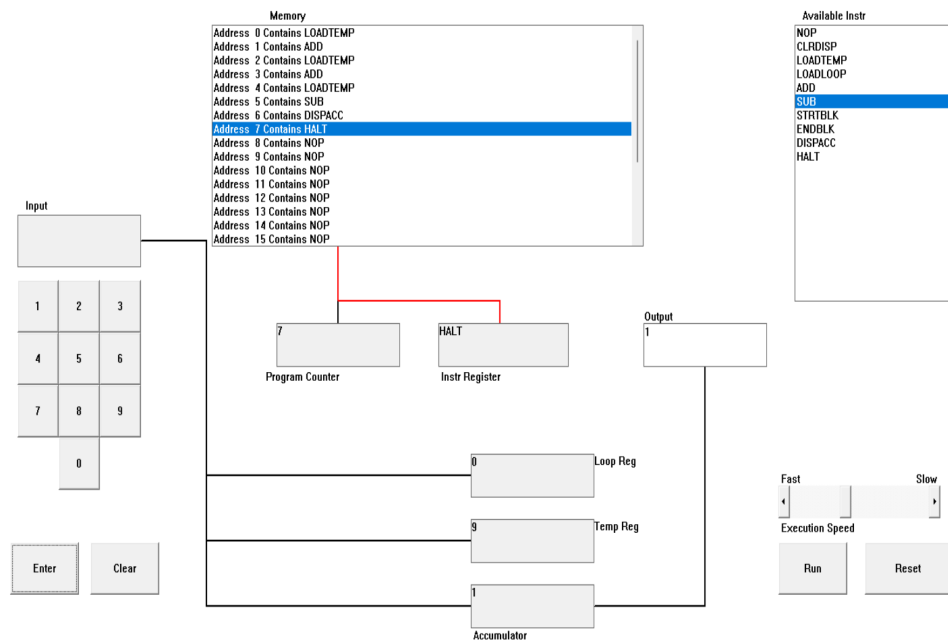 Memory
Available Instr
Address 0 Contains LOADTEMP
Address 1 Contains ADD
Address 2 Contains LOADTEMP
Address 3 Contains ADD
Address 4 Contains LOADTEMP
Address 5 Contains SUB
Address 6 Contains DISPACC
Address 7 Contains HALT
Address 8 Contains NOP
Address 9 Contains NOP
Address 10 Contains NOP
Address 11 Contains NOP
Address 12 Contains NOP
Address 13 Contains NOP
Address 14 Contains NOP
Address 15 Contains NOP
NOP
CLRDISP
LOADTEMP
LOADLOOP
ADD
SUB
STRTBLK
ENDBLK
DISPACC
HALT
Input
1 2 3
4 5 6
7 8 9
0
Enter Clear
7
Program Counter
HALT
Instr Register
Output
1
0
Loop Reg
9
Temp Reg
1
Accumulator
Fast Slow
Execution Speed
Run Reset